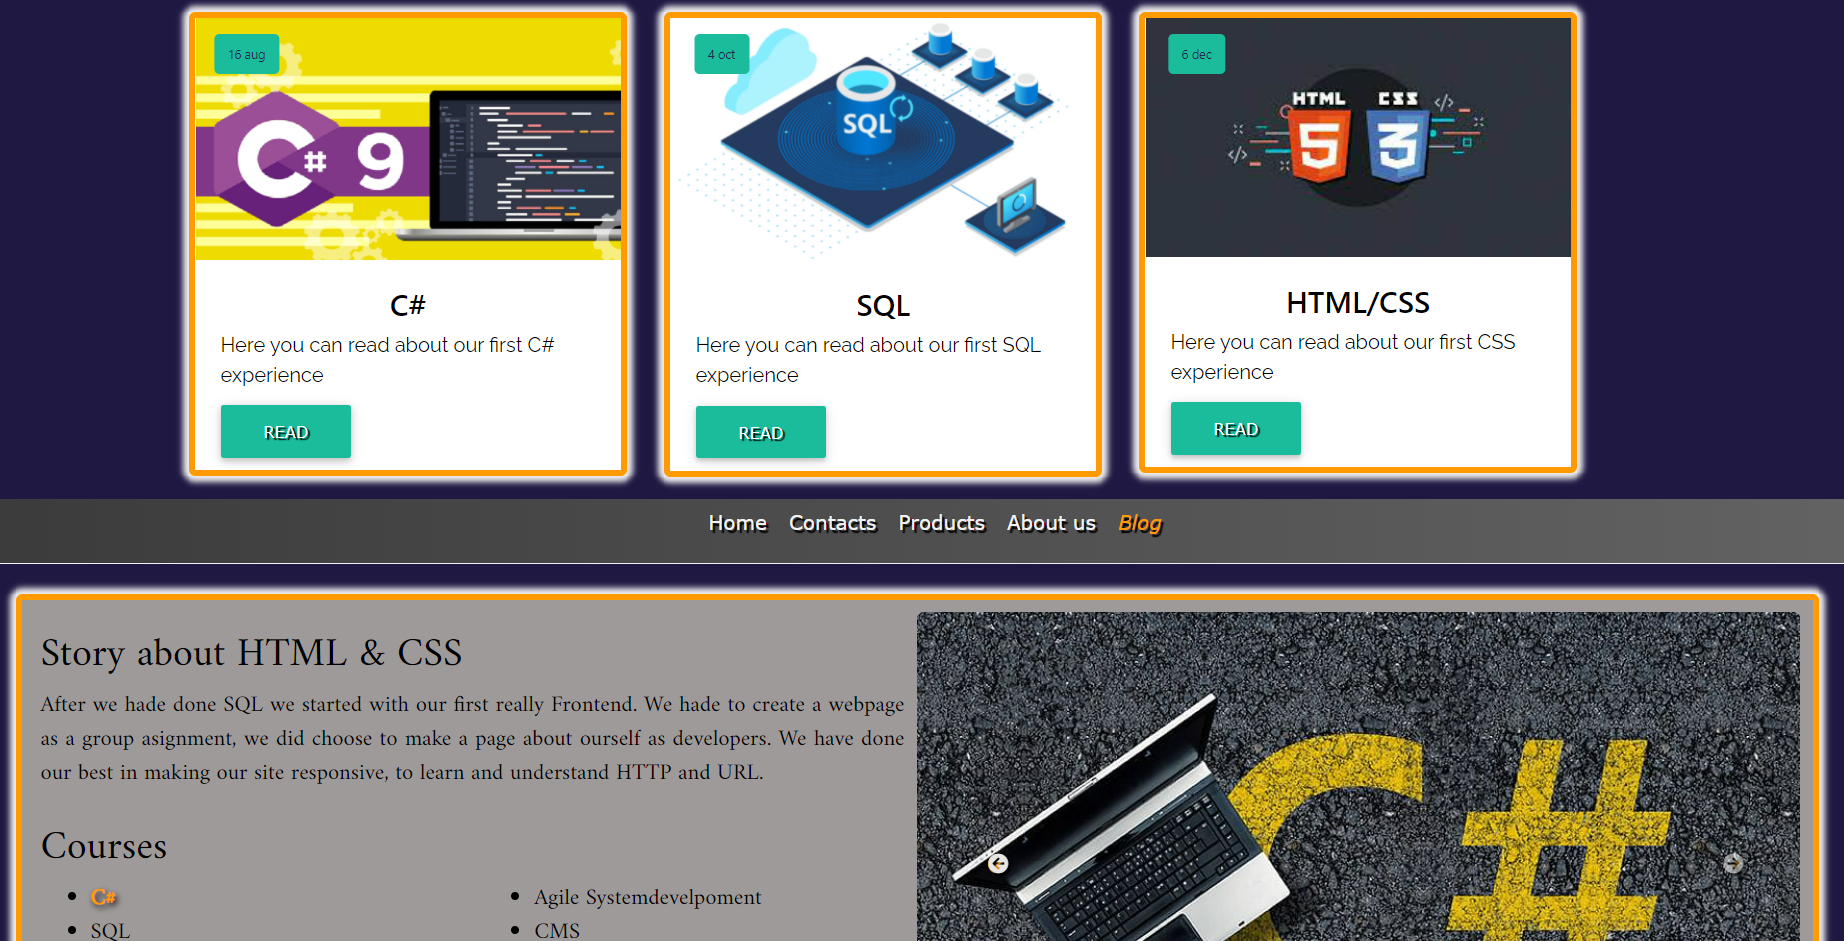 16 aug
C# 9
C#
Here you can read about our first C#
experience
READ
4 oct
SQL
SQL
Here you can read about our first SQL
experience
READ
6 dec
HTML CSS
5 3
</>
</>
HTML/CSS
Here you can read about our first CSS
experience
READ
Home Contacts Products About us Blog
Story about HTML & CSS
After we hade done SQL we started with our first really Frontend. We hade to create a webpage
as a group asignment, we did choose to make a page about ourself as developers. We have done
our best in making our site responsive, to learn and understand HTTP and URL.
Courses
C#
SQL
Agile Systemdevelpoment
CMS
C#